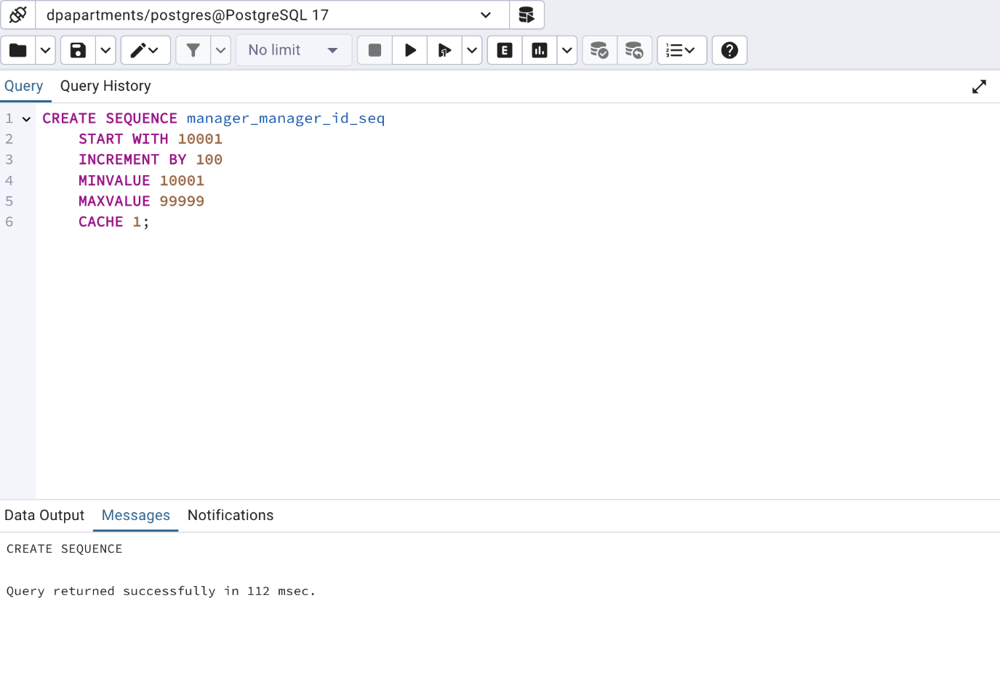 dpapartments/postgres@PostgreSQL 17
No limit
E
Query Query History
1 CREATE SEQUENCE manager_manager_id_seq
2 START WITH 10001
3 INCREMENT BY 100
4 MINVALUE 10001
5 MAXVALUE 99999
6 CACHE 1;
Data Output Messages Notifications
CREATE SEQUENCE
Query returned successfully in 112 msec.